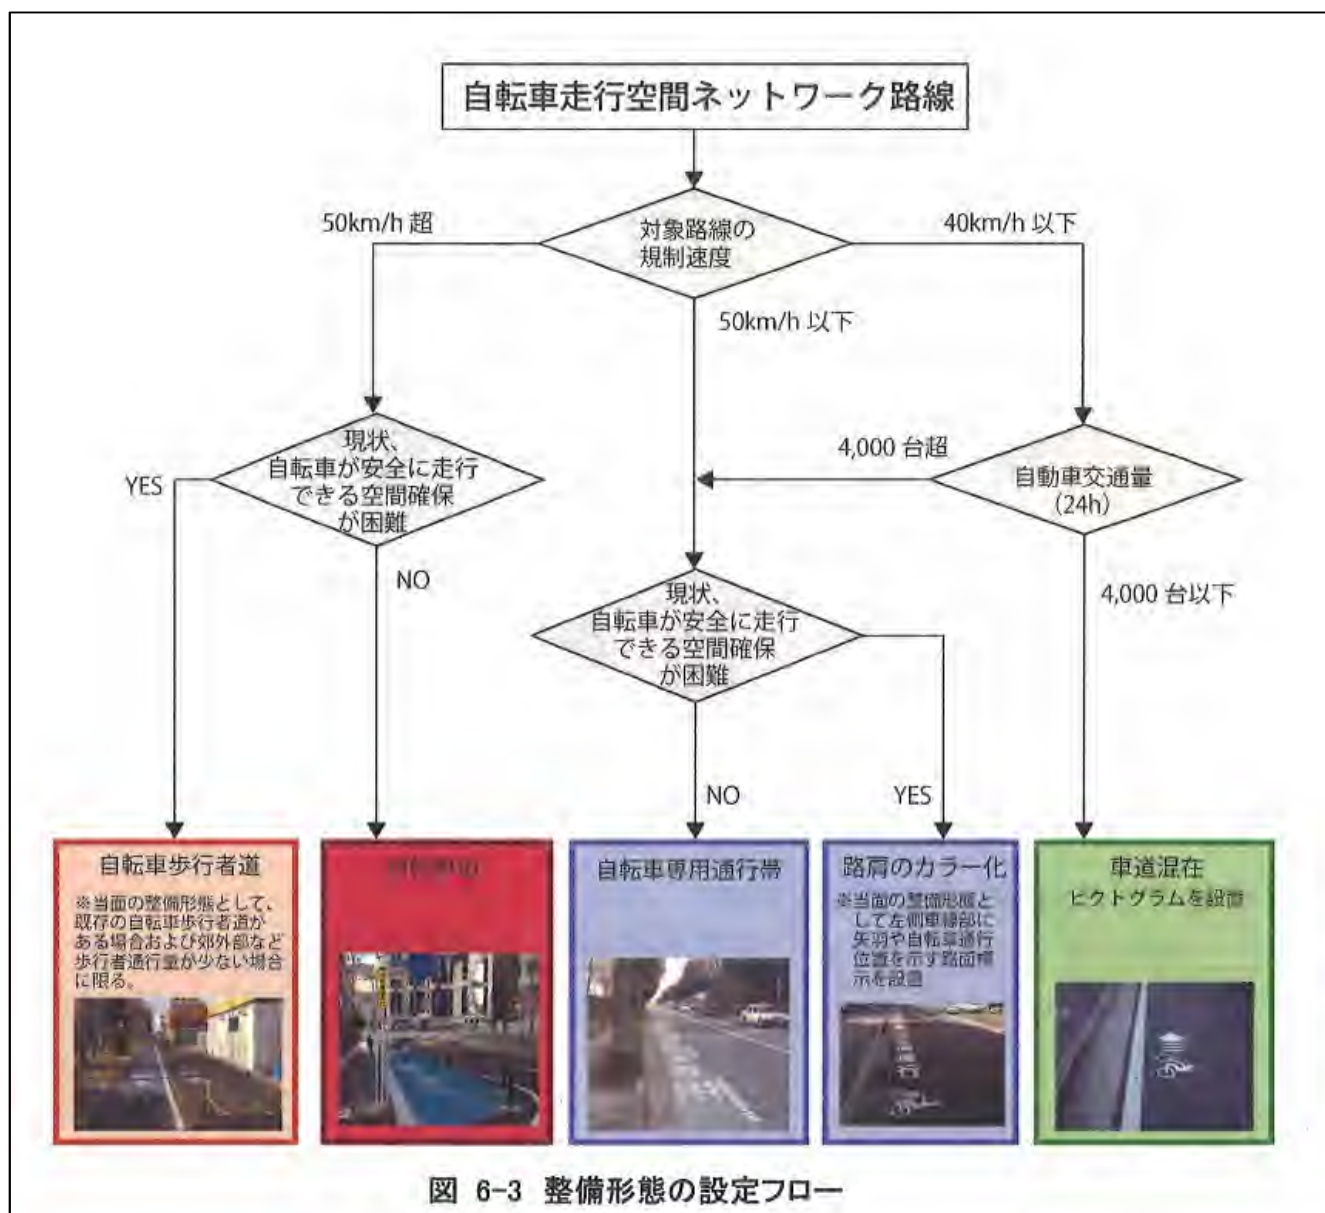 自転車走行空間ネットワーク路線
50km/h 超
対象路線の
規制速度
40km/h 以下
50km/h 以下
現状、
自転車が安全に走行
できる空間確保
が困難
YES
NO
4,000 台超
自動車交通量
(24h)
4,000 台以下
現状、
自転車が安全に走行
できる空間確保
が困難
NO
YES
自転車歩行者道
※当面の整備形態として、
既存の自転車歩行者道が
ある場合および郊外部など
歩行者通行量が少ない場合
に限る。
自転車専用通行帯
路肩のカラー化
※当面の整備形態と
して左側車線部に
矢羽や自転車通行
位置を示す路面標
示を設置
車道混在
ピクトグラムを設置
図 6-3 整備形態の設定フロー